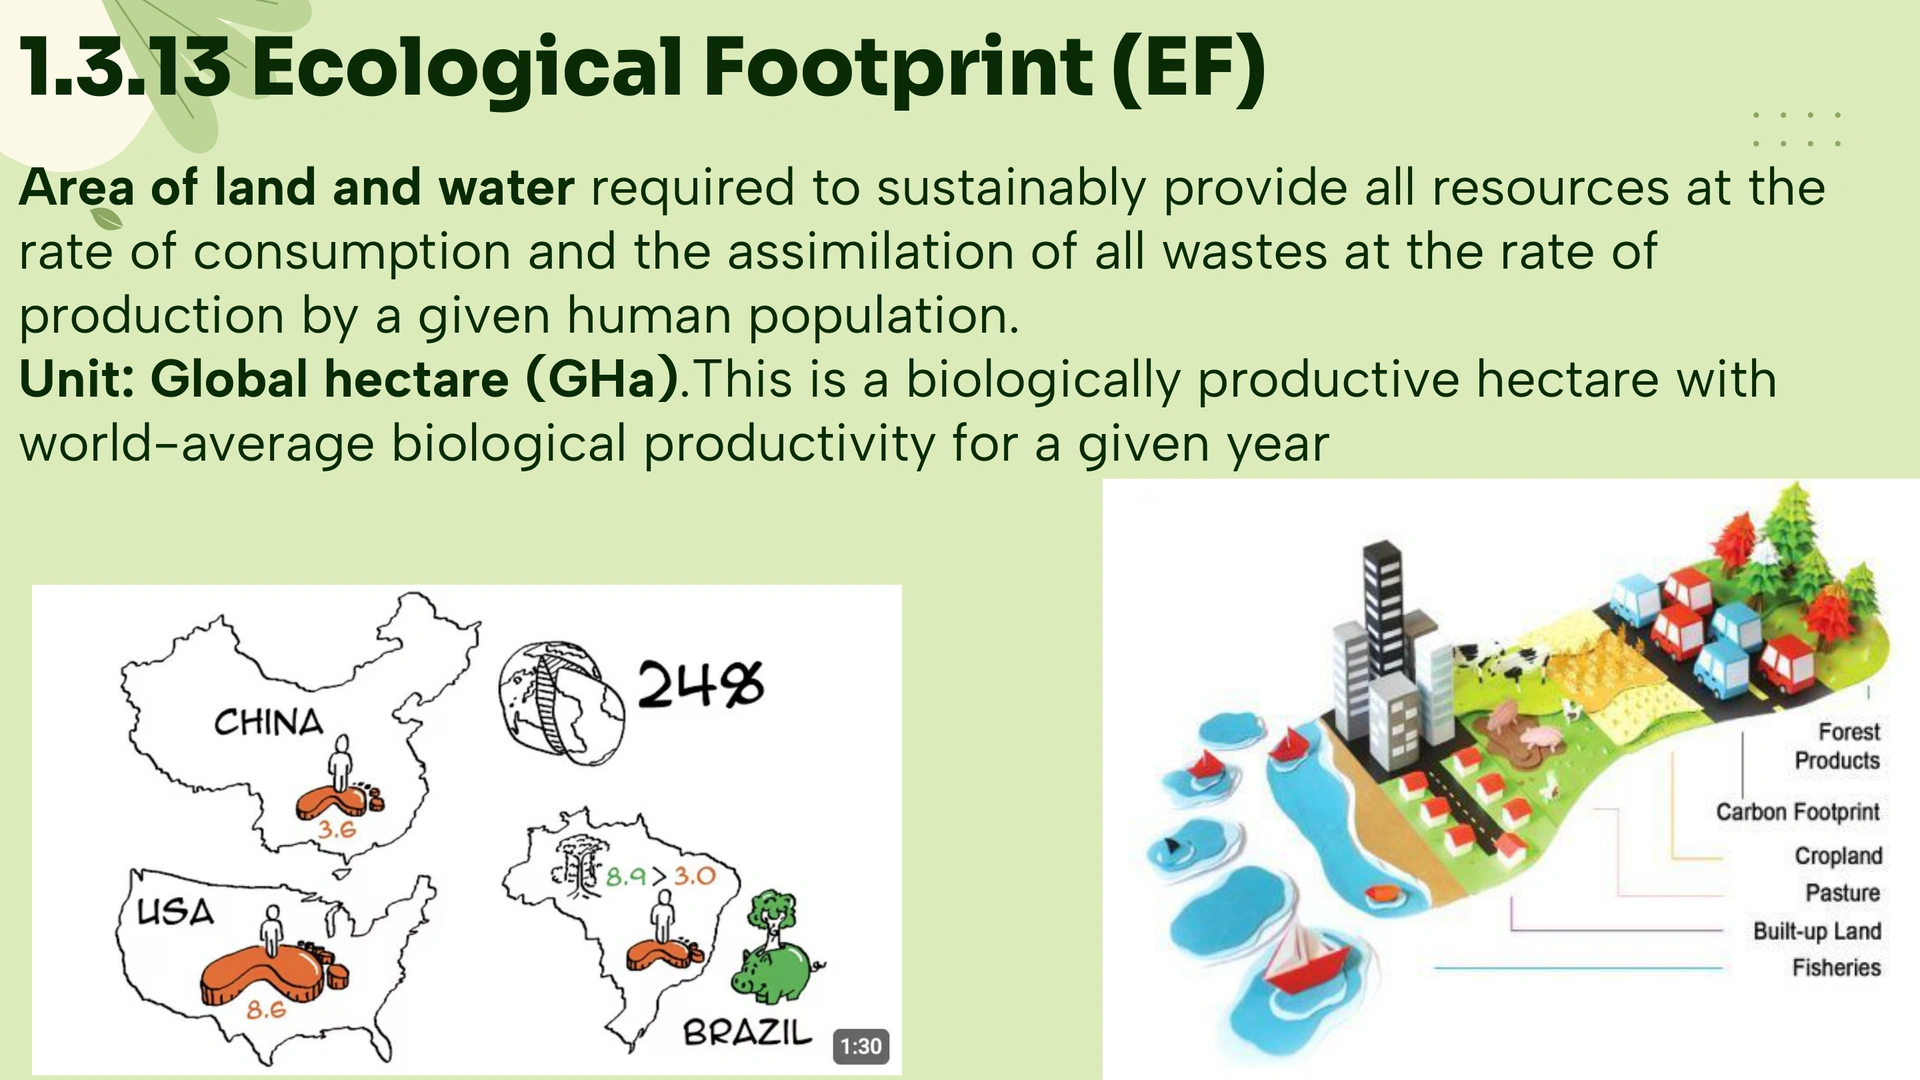 1.3.13 Ecological Footprint (EF)
Area of land and water required to sustainably provide all resources at the
rate of consumption and the assimilation of all wastes at the rate of
production by a given human population.
Unit: Global hectare (GHa).This is a biologically productive hectare with
world-average biological productivity for a given year
CHINA
3.6
24%
USA
8.6
8.9>3.0
BRAZIL
1:30
Forest
Products
Carbon Footprint
Cropland
Pasture
Built-up Land
Fisheries